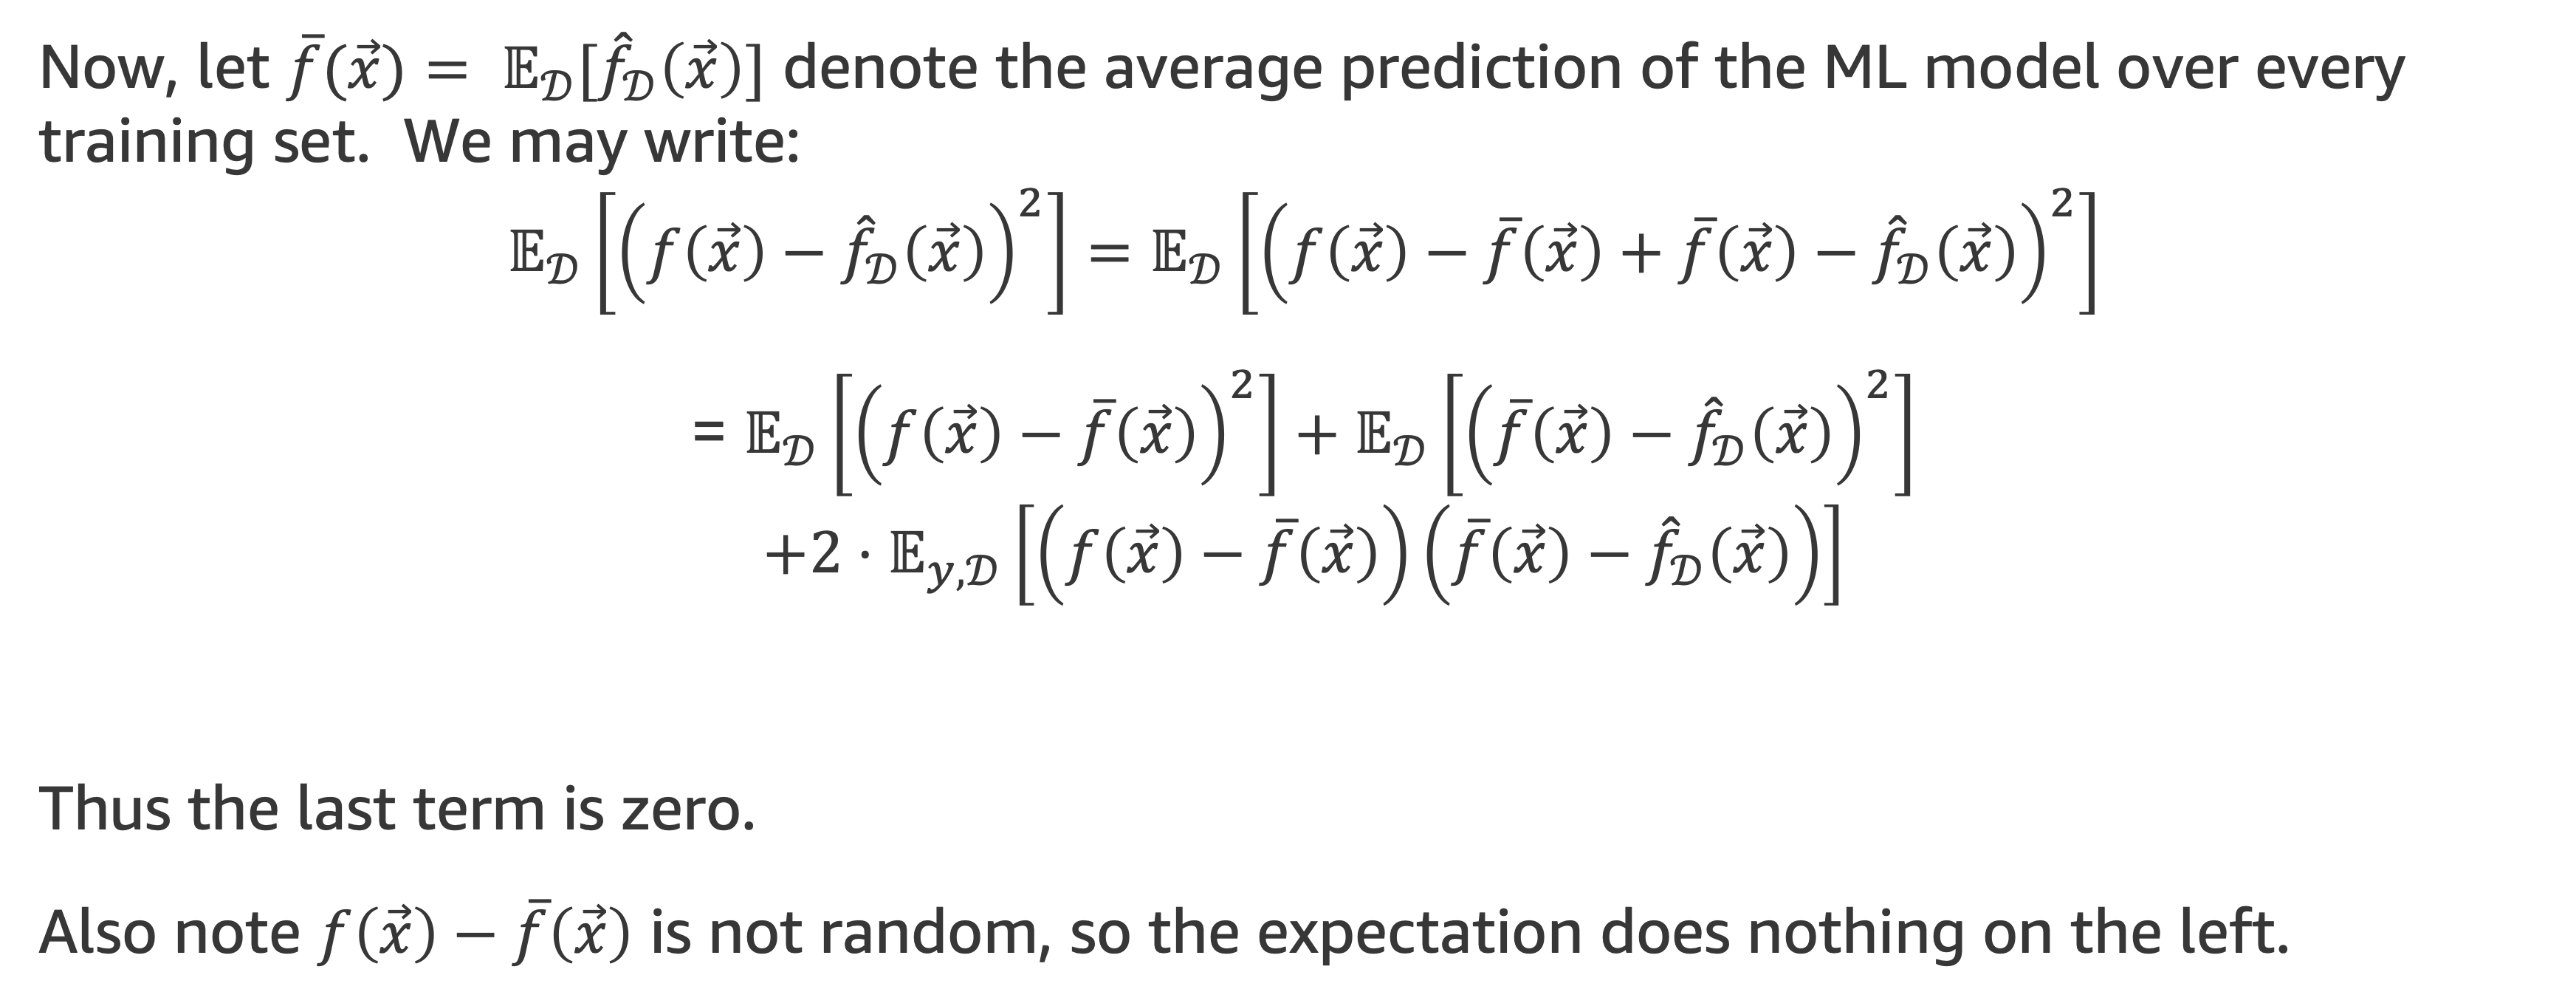 Now, let f̄(x⃗) = 𝔼_𝒟[f̂_𝒟(x⃗)] denote the average prediction of the ML model over every
training set. We may write:
𝔼_𝒟[(f(x⃗) − f̂_𝒟(x⃗))²] = 𝔼_𝒟[(f(x⃗) − f̄(x⃗) + f̄(x⃗) − f̂_𝒟(x⃗))²]
= 𝔼_𝒟[(f(x⃗) − f̄(x⃗))²] + 𝔼_𝒟[(f̄(x⃗) − f̂_𝒟(x⃗))²]
+2 · 𝔼_{y,𝒟}[(f(x⃗) − f̄(x⃗))(f̄(x⃗) − f̂_𝒟(x⃗))]
Thus the last term is zero.
Also note f(x⃗) − f̄(x⃗) is not random, so the expectation does nothing on the left.